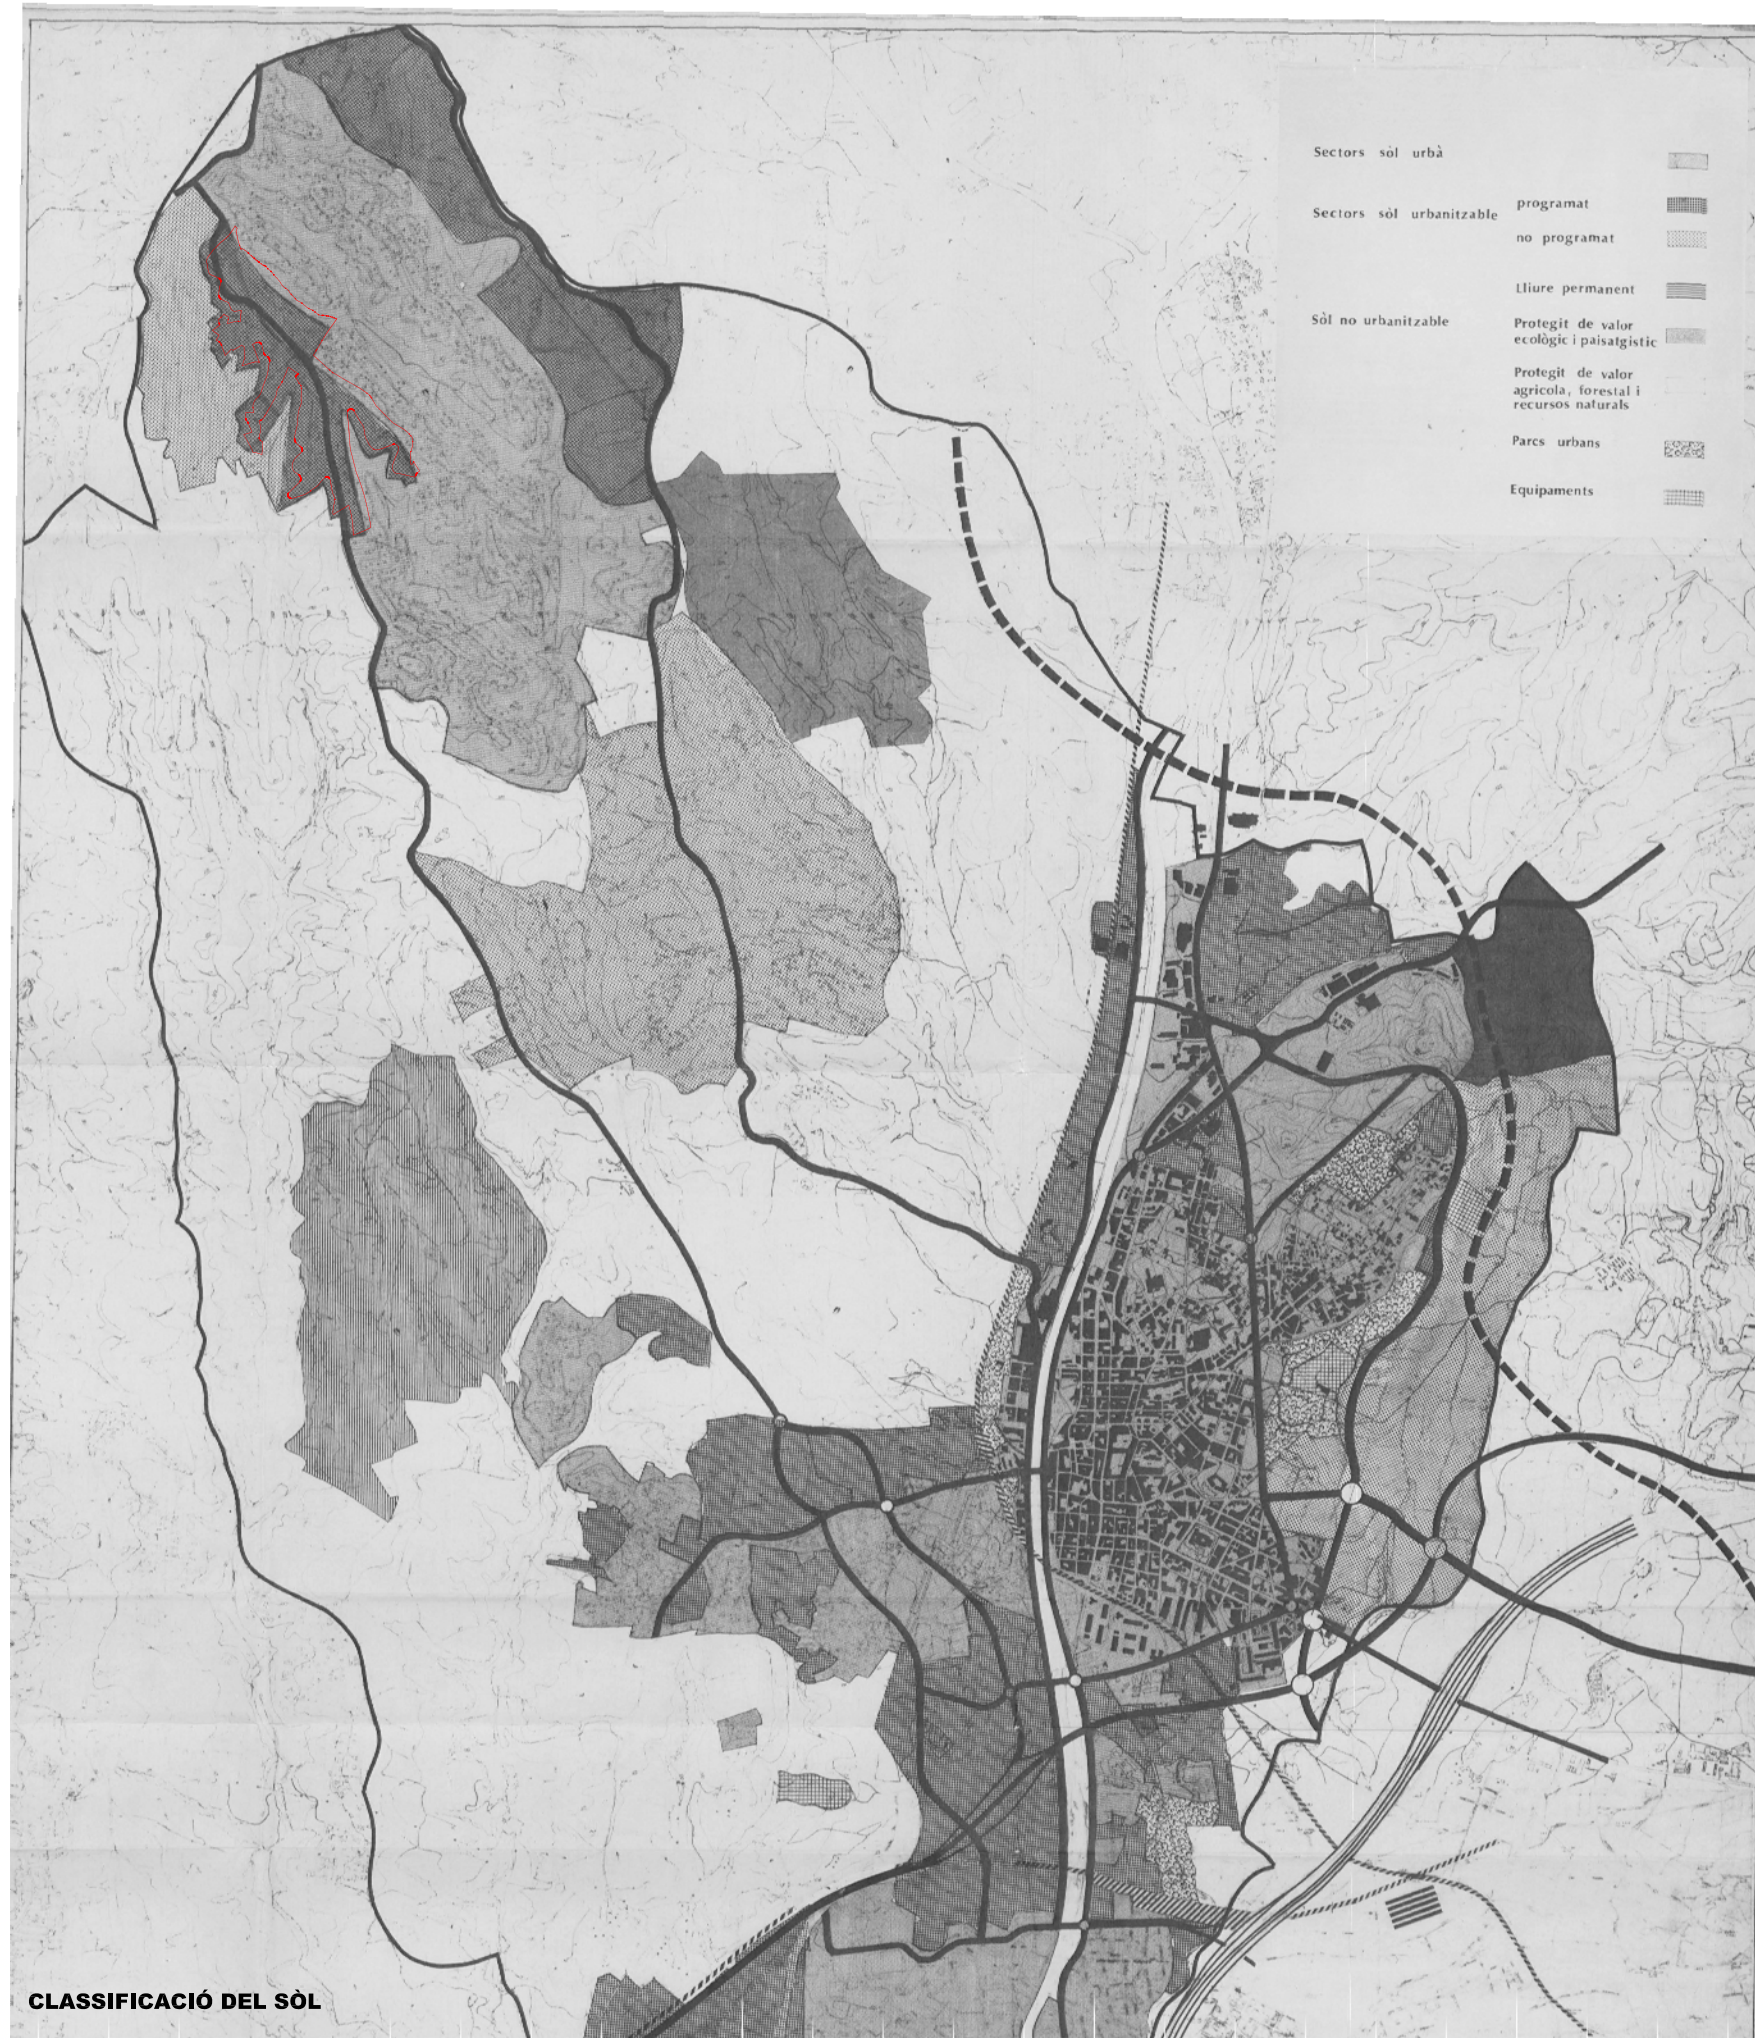 Sectors sòl urbà
Sectors sòl urbanitzable
programat
no programat
Sòl no urbanitzable
Lliure permanent
Protegit de valor
ecològic i paisatgístic
Protegit de valor
agrícola, forestal i
recursos naturals
Parcs urbans
Equipaments
CLASSIFICACIÓ DEL SÒL